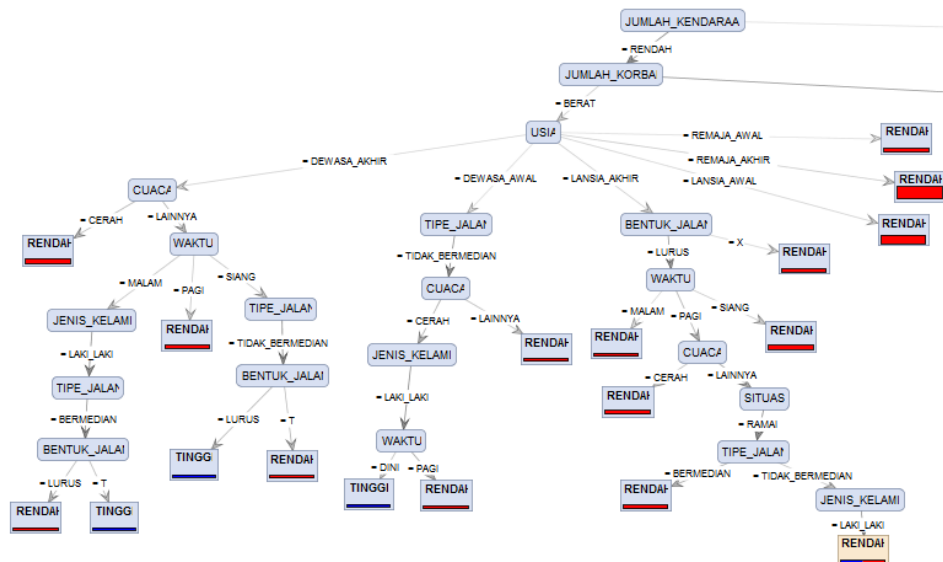 JUMLAH_KENDARAA
= RENDAH
JUMLAH_KORBA
= BERAT
USIA
= REMAJA_AWAL
RENDAH
= REMAJA_AKHIR
= DEWASA_AKHIR
= DEWASA_AWAL
= LANSIA_AKHIR
= LANSIA_AWAL
RENDAH
CUACA
= CERAH
= LAINNYA
TIPE_JALAN
BENTUK_JALAN
RENDAH
RENDAH
WAKTU
= TIDAK_BERMEDIAN
= LURUS
= X
RENDAH
= MALAM
= PAGI
= SIANG
CUACA
WAKTU
JENIS_KELAMI
RENDAH
TIPE_JALAN
= CERAH
= LAINNYA
= MALAM
= PAGI
= SIANG
= LAKI_LAKI
= TIDAK_BERMEDIAN
JENIS_KELAMI
RENDAH
RENDAH
CUACA
RENDAH
TIPE_JALAN
BENTUK_JALAN
= LAKI_LAKI
= CERAH
= LAINNYA
= BERMEDIAN
= LURUS
= T
WAKTU
RENDAH
SITUAS
= RAMAI
BENTUK_JALAN
TINGGI
RENDAH
= DINI
= PAGI
TIPE_JALAN
= LURUS
= T
TINGGI
RENDAH
= BERMEDIAN
= TIDAK_BERMEDIAN
RENDAH
TINGGI
RENDAH
JENIS_KELAMI
= LAKI_LAKI
RENDAH